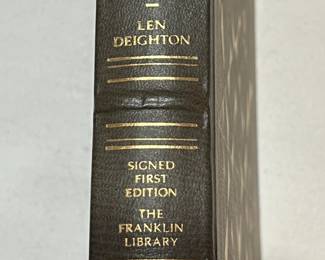 LEN
DEIGHTON
SIGNED
FIRST
EDITION
THE
FRANKLIN
LIBRARY